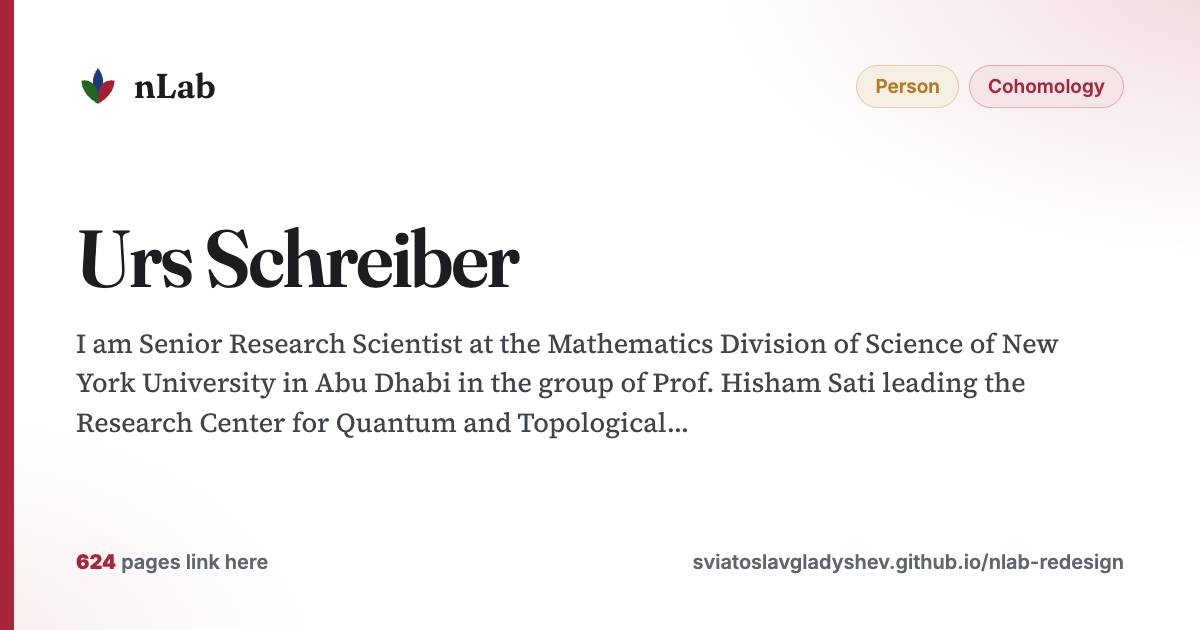 nLab
Person
Cohomology
Urs Schreiber
I am Senior Research Scientist at the Mathematics Division of Science of New
York University in Abu Dhabi in the group of Prof. Hisham Sati leading the
Research Center for Quantum and Topological...
624 pages link here
sviatoslavgladyshev.github.io/nlab-redesign